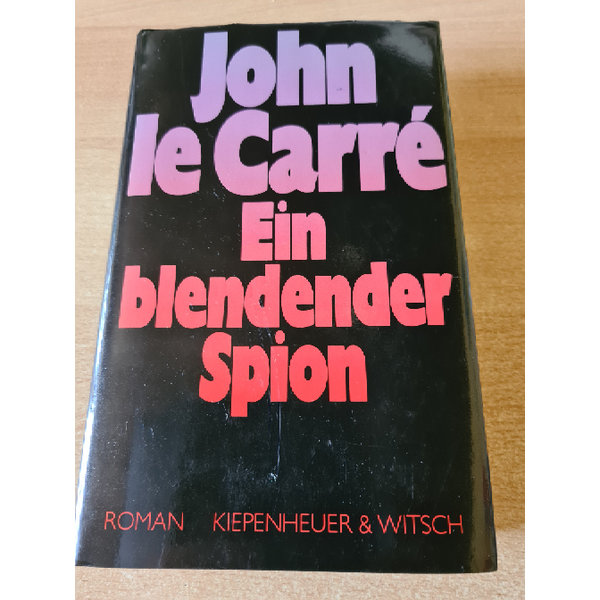 John
le Carré
Ein
blendender
Spion
ROMAN KIEPENHEUER & WITSCH